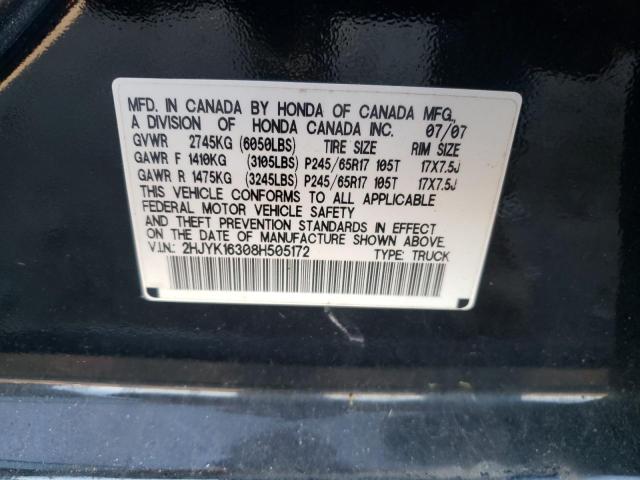 MFD. IN CANADA BY HONDA OF CANADA MFG.,
A DIVISION OF HONDA CANADA INC. 07/07
GVWR 2745KG (6050LBS) TIRE SIZE RIM SIZE
GAWR F 1410KG (3105LBS) P245/65R17 105T 17X7.5J
GAWR R 1475KG (3245LBS) P245/65R17 105T 17X7.5J
THIS VEHICLE CONFORMS TO ALL APPLICABLE
FEDERAL MOTOR VEHICLE SAFETY
AND THEFT PREVENTION STANDARDS IN EFFECT
ON THE DATE OF MANUFACTURE SHOWN ABOVE.
V.I.N.: 2HJYK16308H505172 TYPE: TRUCK